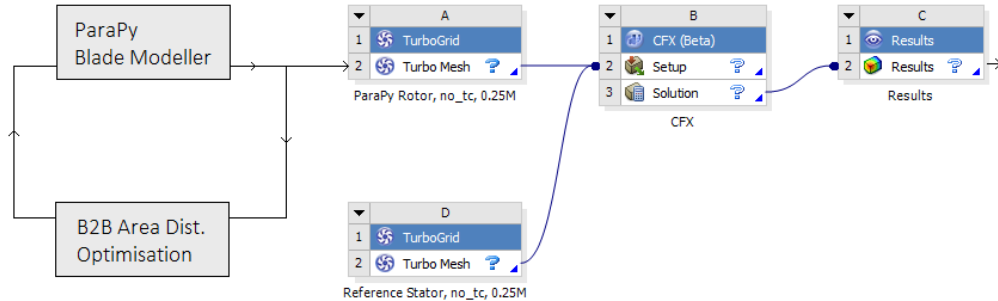 ParaPy
Blade Modeller
B2B Area Dist.
Optimisation
A
1 TurboGrid
2 Turbo Mesh ?
ParaPy Rotor, no_tc, 0.25M
B
1 CFX (Beta)
2 Setup ?
3 Solution ?
CFX
C
1 Results
2 Results ?
Results
D
1 TurboGrid
2 Turbo Mesh ?
Reference Stator, no_tc, 0.25M